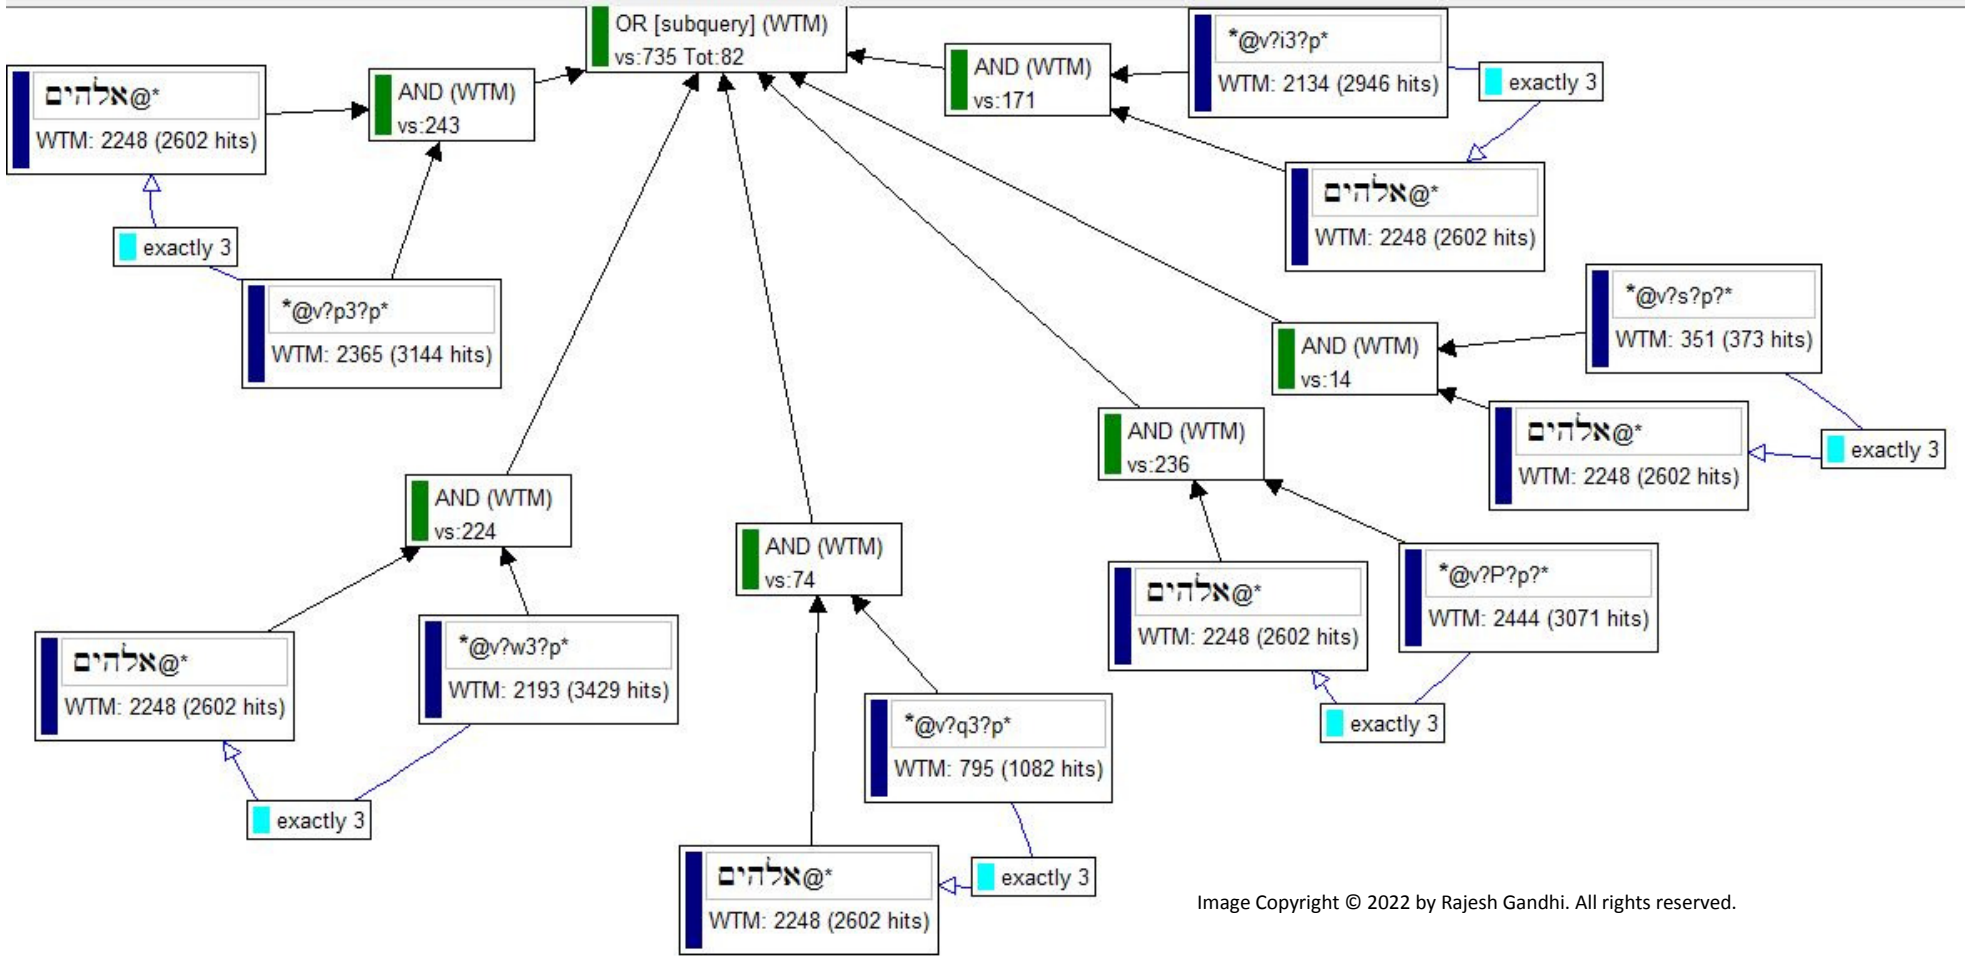 OR [subquery] (WTM)
vs:735 Tot:82
*@אלהים
WTM: 2248 (2602 hits)
AND (WTM)
vs:243
exactly 3
*@v?p3?p*
WTM: 2365 (3144 hits)
AND (WTM)
vs:171
*@v?i3?p*
WTM: 2134 (2946 hits)
exactly 3
*@אלהים
WTM: 2248 (2602 hits)
*@v?s?p?*
WTM: 351 (373 hits)
AND (WTM)
vs:14
*@אלהים
WTM: 2248 (2602 hits)
exactly 3
AND (WTM)
vs:236
*@אלהים
WTM: 2248 (2602 hits)
*@v?P?p?*
WTM: 2444 (3071 hits)
exactly 3
AND (WTM)
vs:224
*@אלהים
WTM: 2248 (2602 hits)
*@v?w3?p*
WTM: 2193 (3429 hits)
exactly 3
AND (WTM)
vs:74
*@v?q3?p*
WTM: 795 (1082 hits)
*@אלהים
WTM: 2248 (2602 hits)
exactly 3
Image Copyright © 2022 by Rajesh Gandhi. All rights reserved.